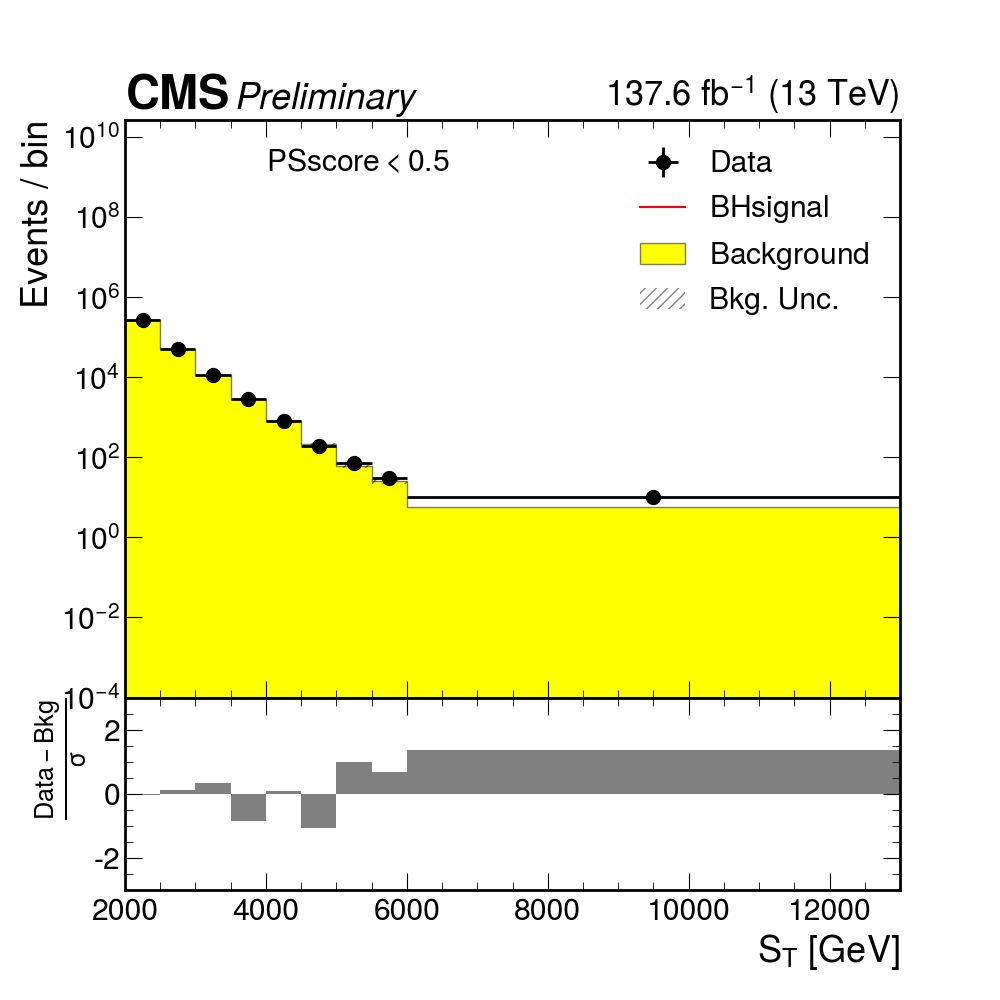 CMS Preliminary 137.6 fb⁻¹ (13 TeV)
Events / bin
10¹⁰
10⁸
10⁶
10⁴
10²
10⁰
10⁻²
10⁻⁴
PSscore < 0.5
Data
BHsignal
Background
Bkg. Unc.
Data − Bkg
σ
2
0
-2
2000 4000 6000 8000 10000 12000
S_T [GeV]